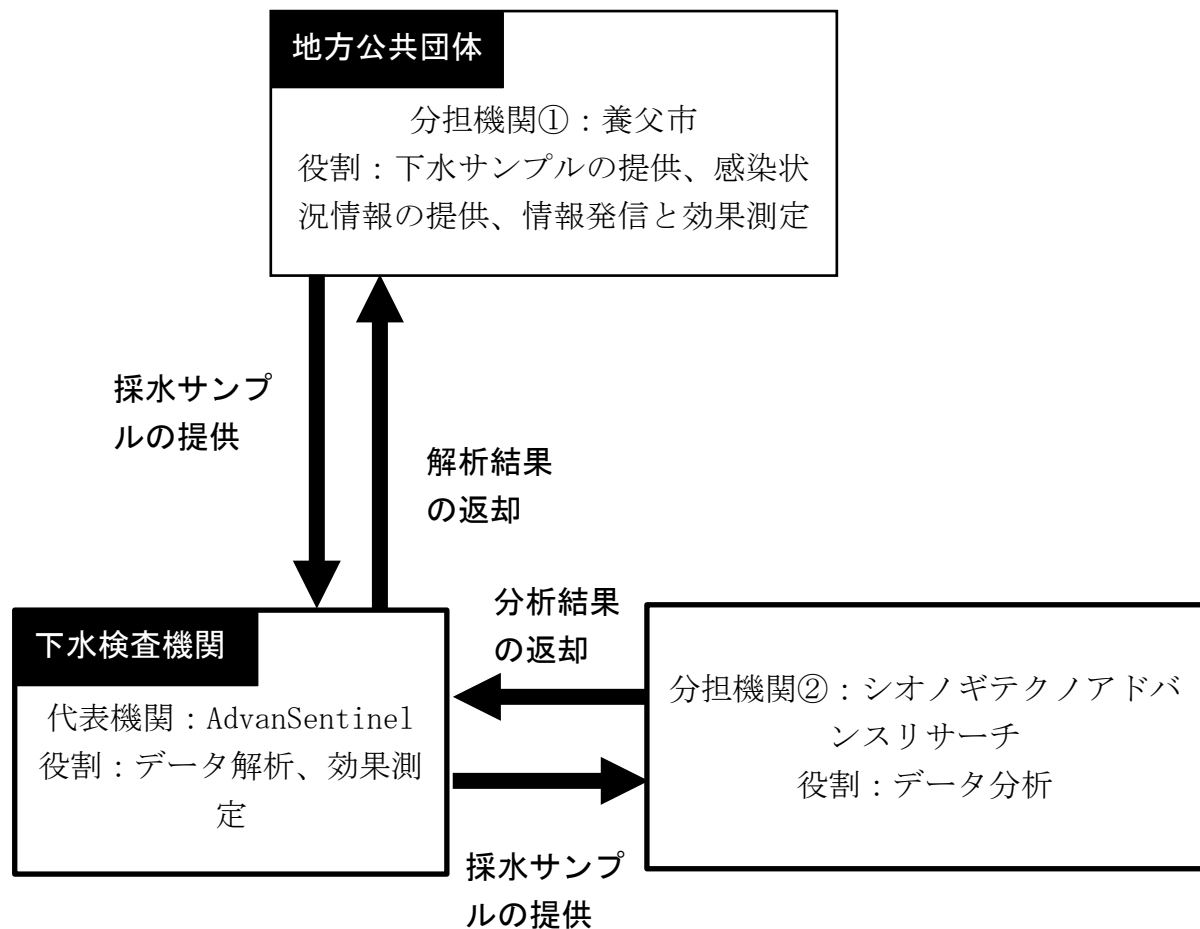 地方公共団体
分担機関①：養父市
役割：下水サンプルの提供、感染状
況情報の提供、情報発信と効果測定
採水サンプ
ルの提供
解析結果
の返却
下水検査機関
代表機関：AdvanSentinel
役割：データ解析、効果測
定
分析結果
の返却
採水サンプ
ルの提供
分担機関②：シオノギテクノアドバ
ンスリサーチ
役割：データ分析